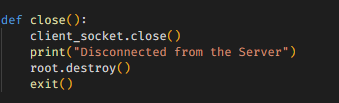 def close():
    client_socket.close()
    print("Disconnected from the Server")
    root.destroy()
    exit()